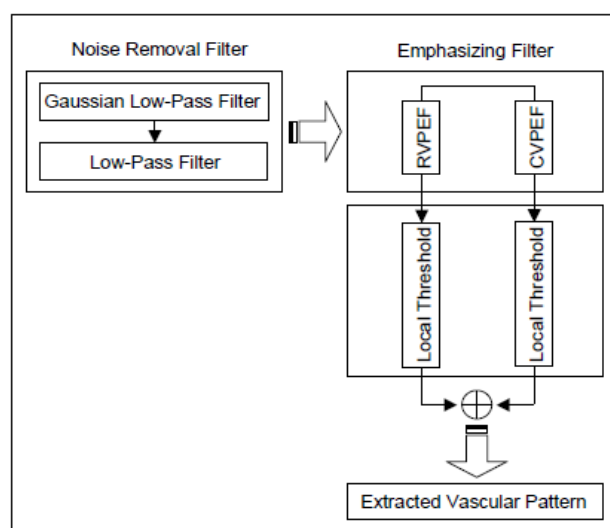 Noise Removal Filter
Gaussian Low-Pass Filter
Low-Pass Filter
Emphasizing Filter
RVPEF
CVPEF
Local Threshold
Local Threshold
Extracted Vascular Pattern